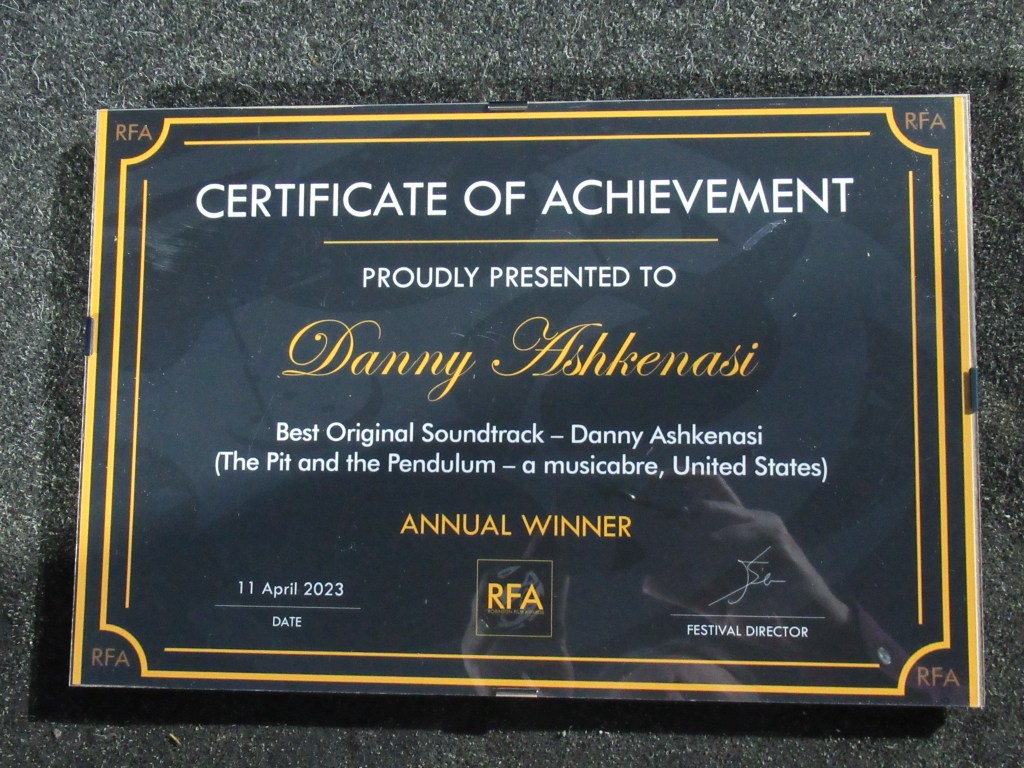 RFA RFA
CERTIFICATE OF ACHIEVEMENT
PROUDLY PRESENTED TO
Danny Ashkenasi
Best Original Soundtrack – Danny Ashkenasi
(The Pit and the Pendulum – a musicabre, United States)
ANNUAL WINNER
11 April 2023
DATE
RFA
FESTIVAL DIRECTOR
RFA RFA